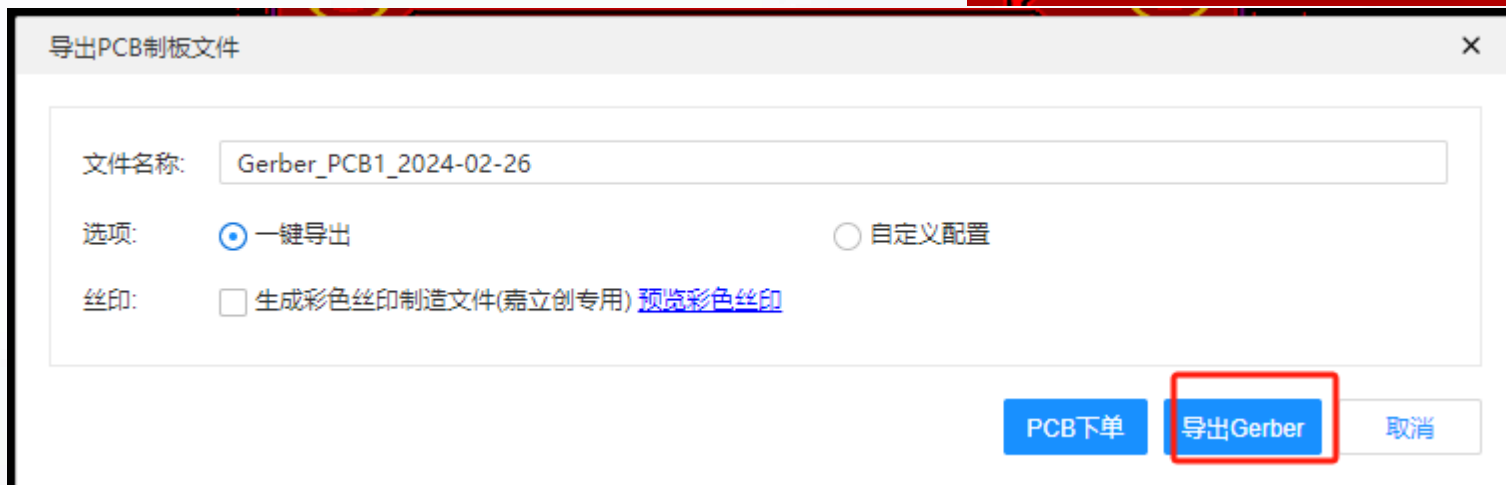 导出PCB制板文件
文件名称: Gerber_PCB1_2024-02-26
选项: 一键导出 自定义配置
丝印: 生成彩色丝印制造文件(嘉立创专用) 预览彩色丝印
PCB下单 导出Gerber 取消